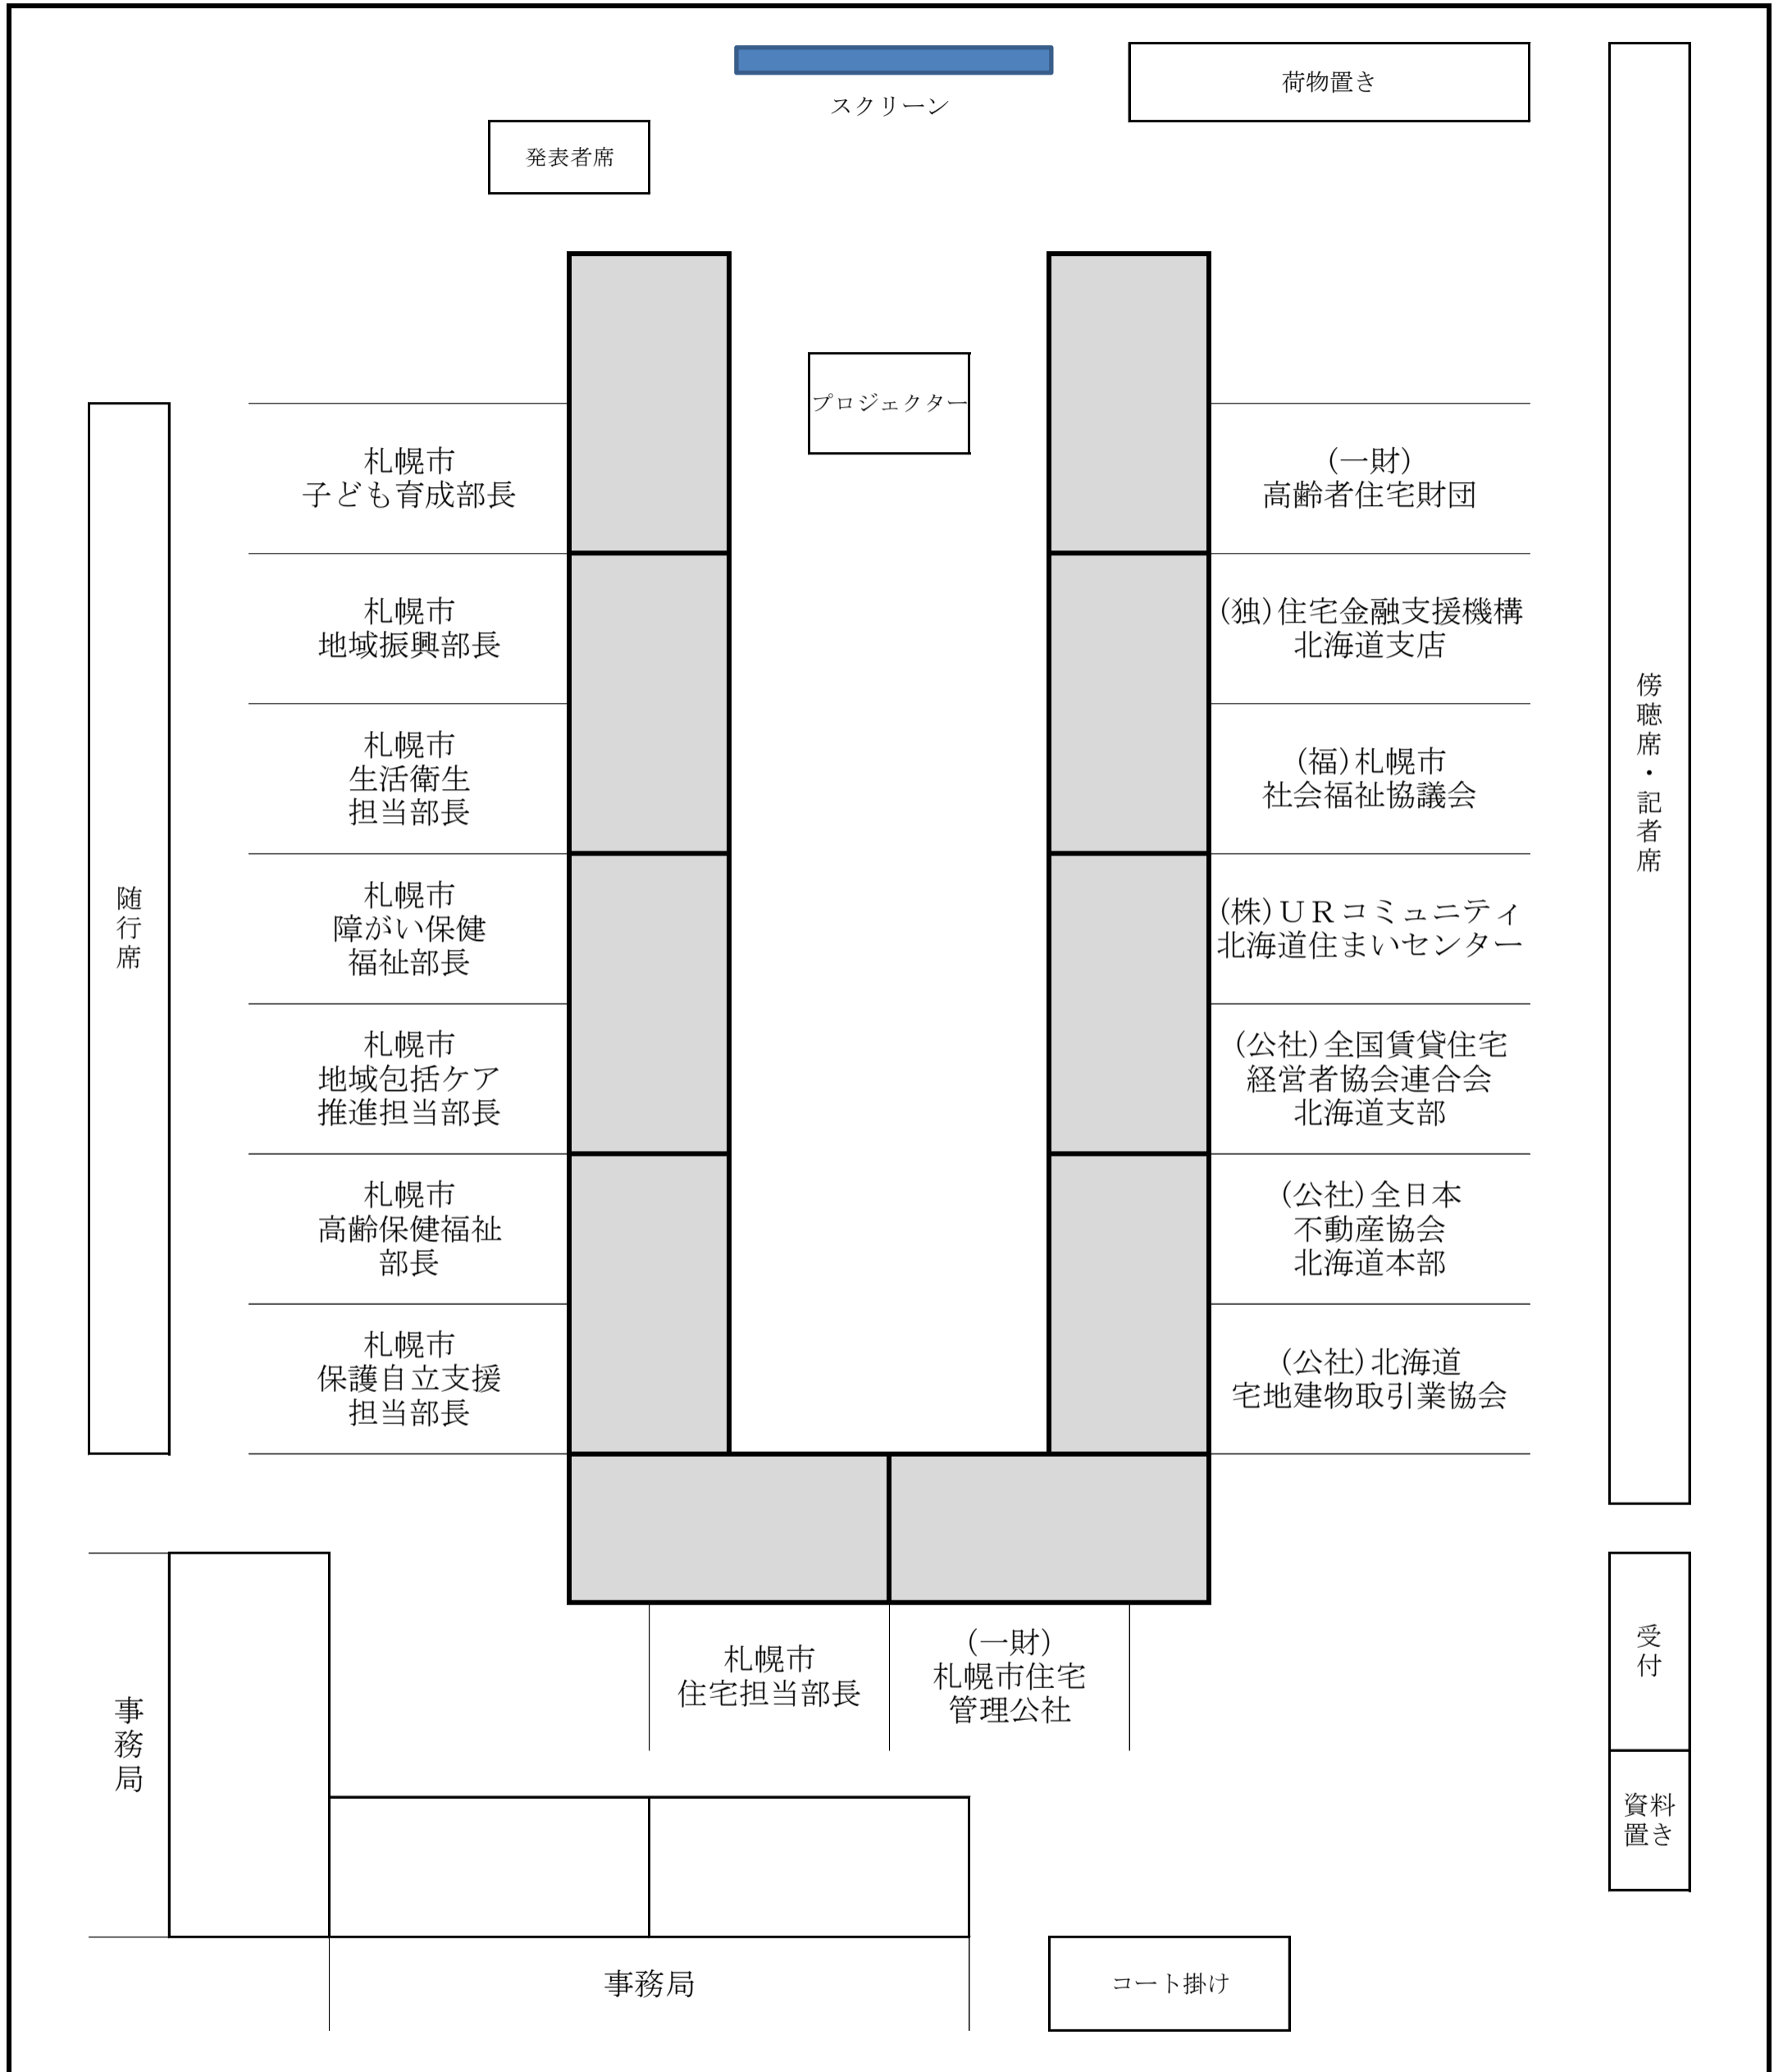 スクリーン
荷物置き
発表者席
プロジェクター
札幌市
子ども育成部長
札幌市
地域振興部長
札幌市
生活衛生
担当部長
札幌市
障がい保健
福祉部長
札幌市
地域包括ケア
推進担当部長
札幌市
高齢保健福祉
部長
札幌市
保護自立支援
担当部長
随行席
(一財)
高齢者住宅財団
(独)住宅金融支援機構
北海道支店
(福)札幌市
社会福祉協議会
(株)ＵＲコミュニティ
北海道住まいセンター
(公社)全国賃貸住宅
経営者協会連合会
北海道支部
(公社)全日本
不動産協会
北海道本部
(公社)北海道
宅地建物取引業協会
傍聴席・記者席
札幌市
住宅担当部長
(一財)
札幌市住宅
管理公社
受付
資料
置き
事務局
事務局
コート掛け